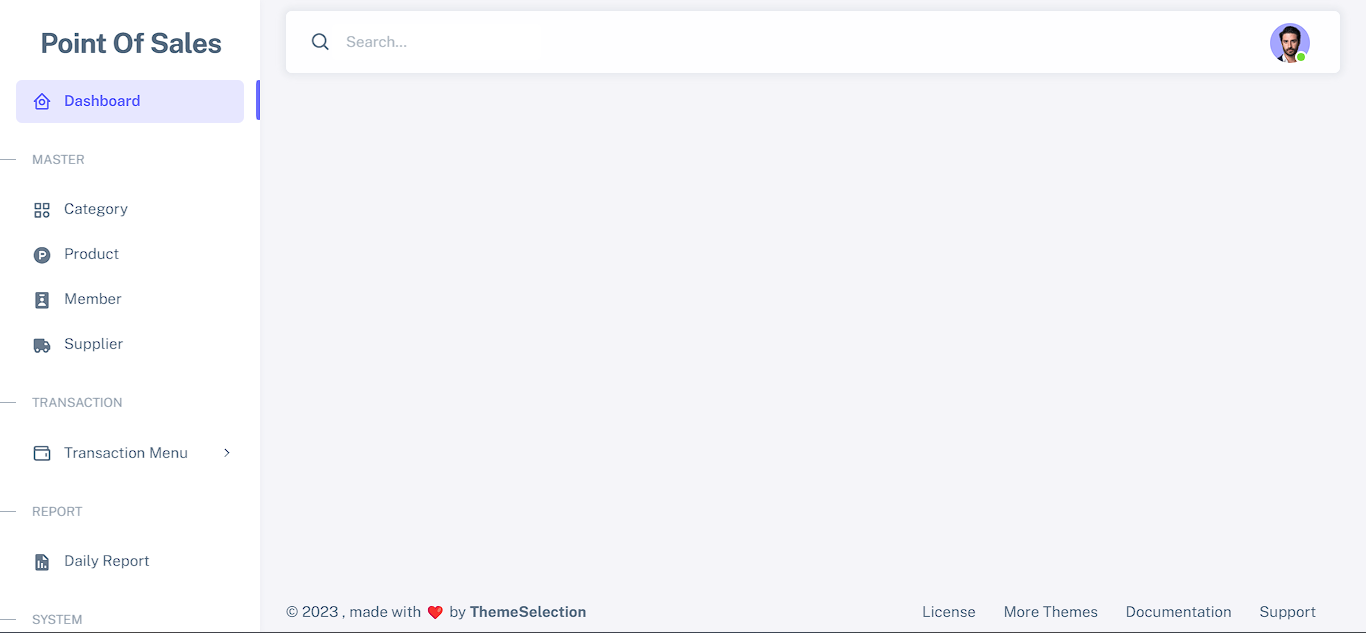 Point Of Sales
Dashboard
MASTER
Category
Product
Member
Supplier
TRANSACTION
Transaction Menu
REPORT
Daily Report
SYSTEM
Search...
© 2023 , made with ❤️ by ThemeSelection
License More Themes Documentation Support